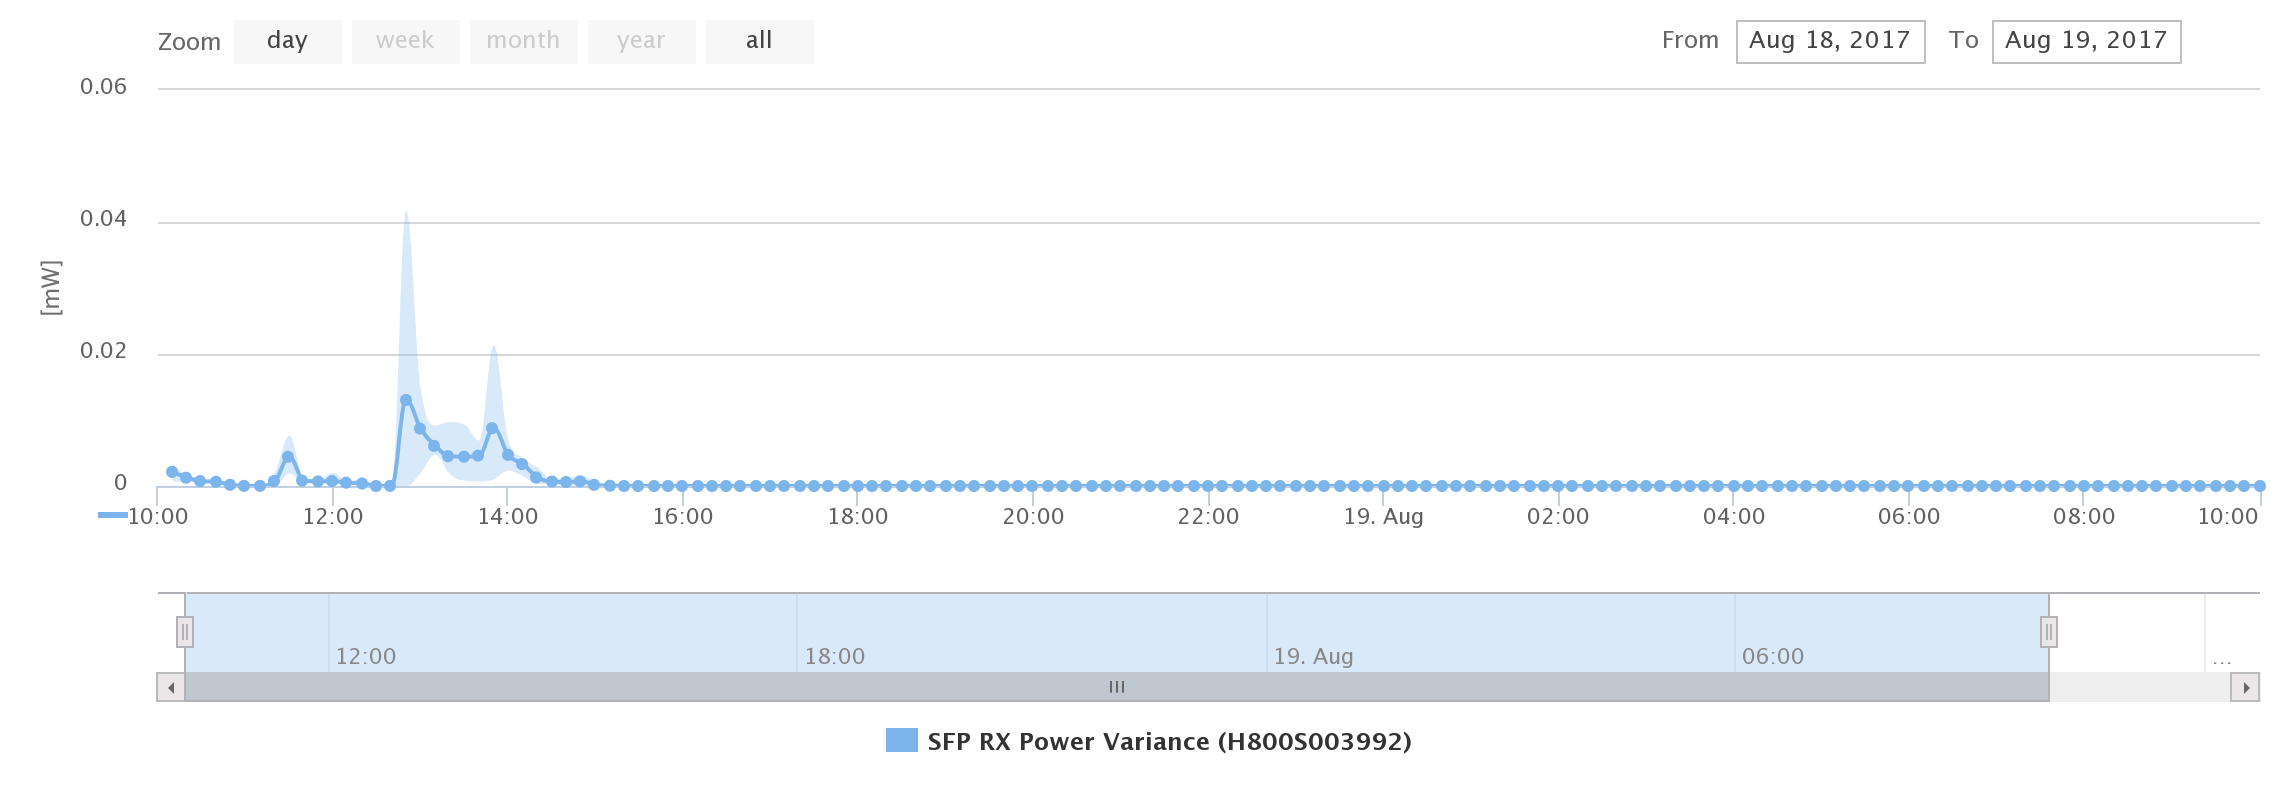 Zoom day week month year all From Aug 18, 2017 To Aug 19, 2017
0.06
0.04
[mW]
0.02
0
10:00 12:00 14:00 16:00 18:00 20:00 22:00 19. Aug 02:00 04:00 06:00 08:00 10:00
12:00 18:00 19. Aug 06:00 ...
SFP RX Power Variance (H800S003992)